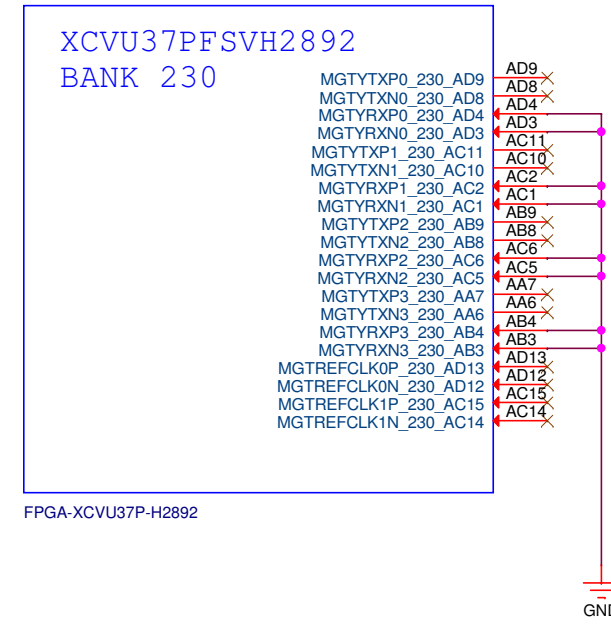 XCVU37PFSVH2892
BANK 230
MGTYTXP0_230_AD9 AD9
MGTYTXN0_230_AD8 AD8
MGTYRXP0_230_AD4 AD4
MGTYRXN0_230_AD3 AD3
MGTYTXP1_230_AC11 AC11
MGTYTXN1_230_AC10 AC10
MGTYRXP1_230_AC2 AC2
MGTYRXN1_230_AC1 AC1
MGTYTXP2_230_AB9 AB9
MGTYTXN2_230_AB8 AB8
MGTYRXP2_230_AC6 AC6
MGTYRXN2_230_AC5 AC5
MGTYTXP3_230_AA7 AA7
MGTYTXN3_230_AA6 AA6
MGTYRXP3_230_AB4 AB4
MGTYRXN3_230_AB3 AB3
MGTREFCLK0P_230_AD13 AD13
MGTREFCLK0N_230_AD12 AD12
MGTREFCLK1P_230_AC15 AC15
MGTREFCLK1N_230_AC14 AC14
FPGA-XCVU37P-H2892
GND